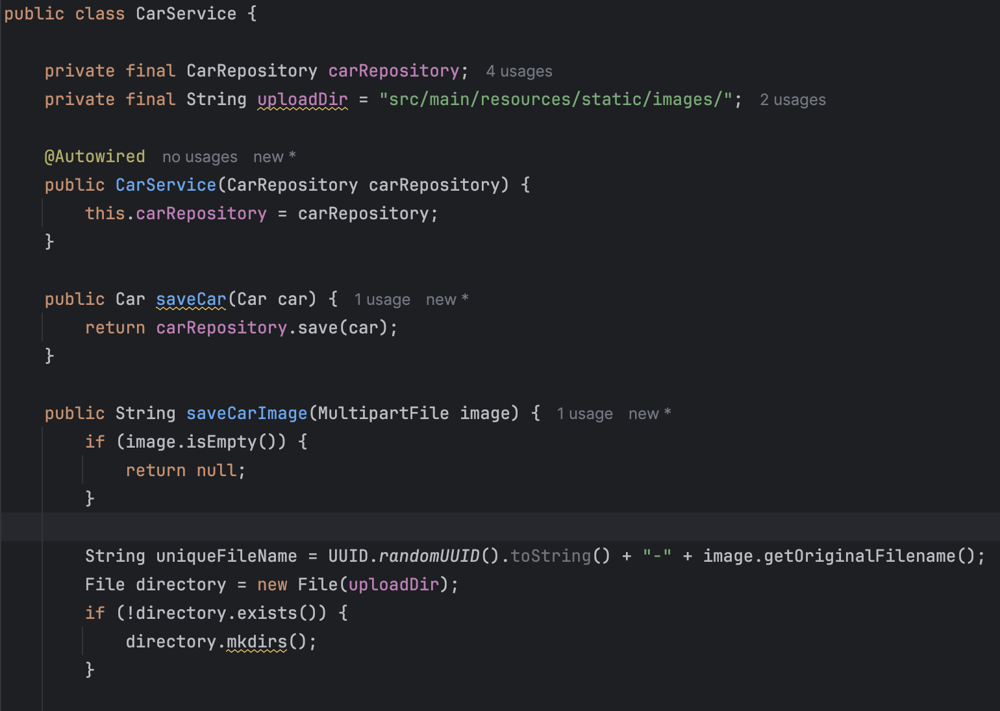 public class CarService {
private final CarRepository carRepository; 4 usages
private final String uploadDir = "src/main/resources/static/images/"; 2 usages
@Autowired no usages new *
public CarService(CarRepository carRepository) {
this.carRepository = carRepository;
}
public Car saveCar(Car car) { 1 usage new *
return carRepository.save(car);
}
public String saveCarImage(MultipartFile image) { 1 usage new *
if (image.isEmpty()) {
return null;
}
String uniqueFileName = UUID.randomUUID().toString() + "-" + image.getOriginalFilename();
File directory = new File(uploadDir);
if (!directory.exists()) {
directory.mkdirs();
}